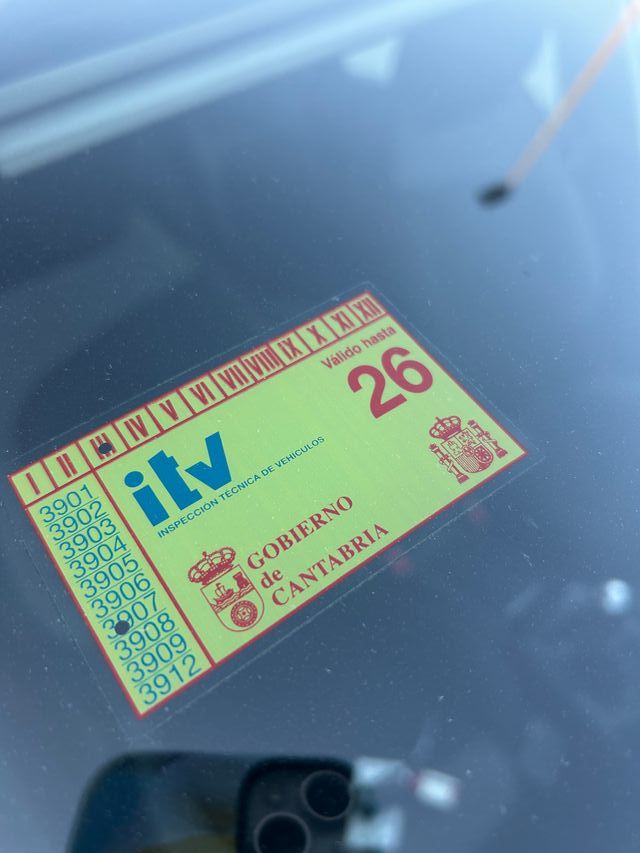 I II III IV V VI VII VIII IX X XI XII
Válido hasta
26
itv
INSPECCIÓN TÉCNICA DE VEHÍCULOS
3901
3902
3903
3904
3905
3906
3907
3908
3909
3912
GOBIERNO
de
CANTABRIA